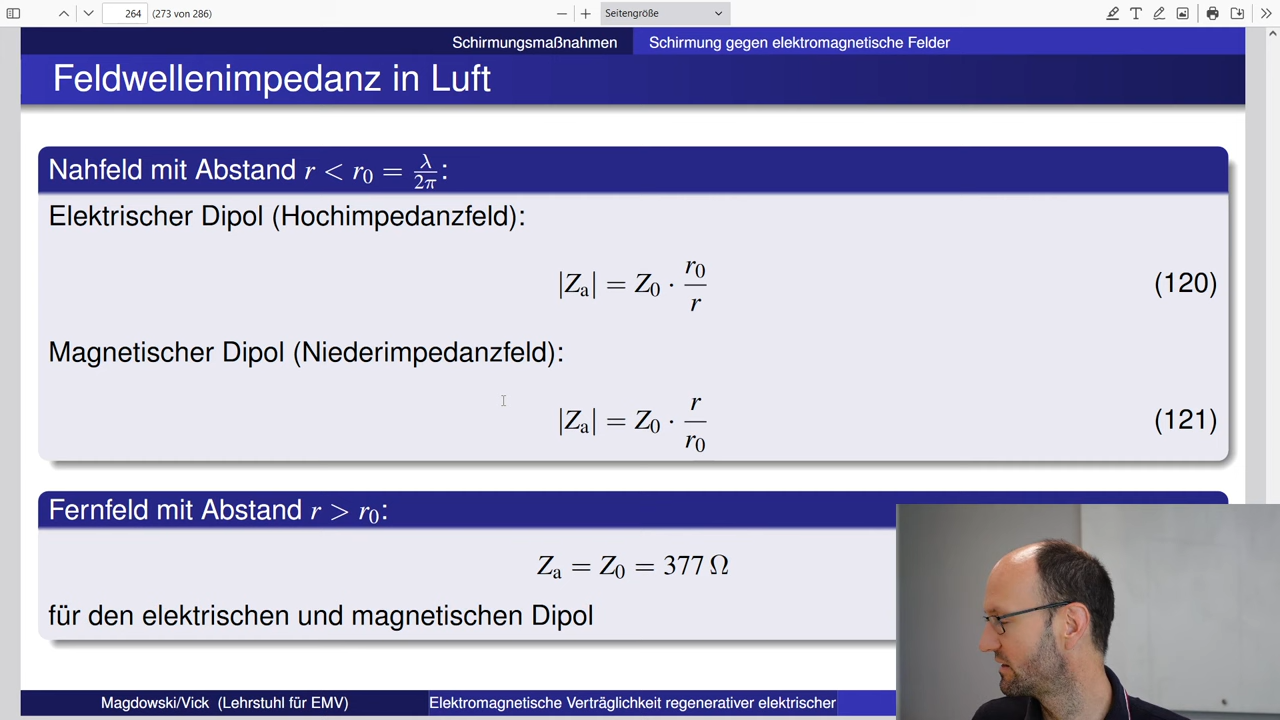 264 (273 von 286) Seitengröße
Schirmungsmaßnahmen Schirmung gegen elektromagnetische Felder
Feldwellenimpedanz in Luft
Nahfeld mit Abstand r < r₀ = λ/2π:
Elektrischer Dipol (Hochimpedanzfeld):
|Zₐ| = Z₀ · r₀/r (120)
Magnetischer Dipol (Niederimpedanzfeld):
|Zₐ| = Z₀ · r/r₀ (121)
Fernfeld mit Abstand r > r₀:
Zₐ = Z₀ = 377 Ω
für den elektrischen und magnetischen Dipol
Magdowski/Vick (Lehrstuhl für EMV) Elektromagnetische Verträglichkeit regenerativer elektrischer